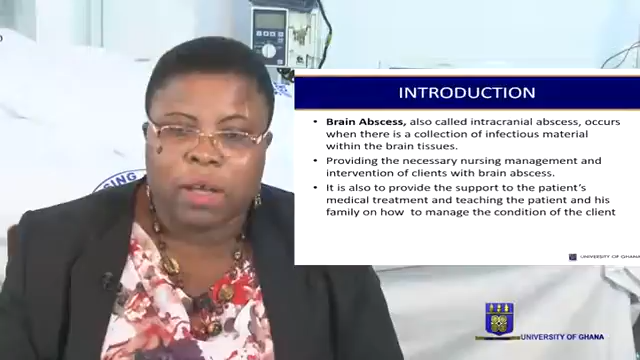 INTRODUCTION
• Brain Abscess, also called intracranial abscess, occurs
when there is a collection of infectious material
within the brain tissues.
• Providing the necessary nursing management and
intervention of clients with brain abscess.
• It is also to provide the support to the patient's
medical treatment and teaching the patient and his
family on how to manage the condition of the client
UNIVERSITY OF GHANA
UNIVERSITY OF GHANA